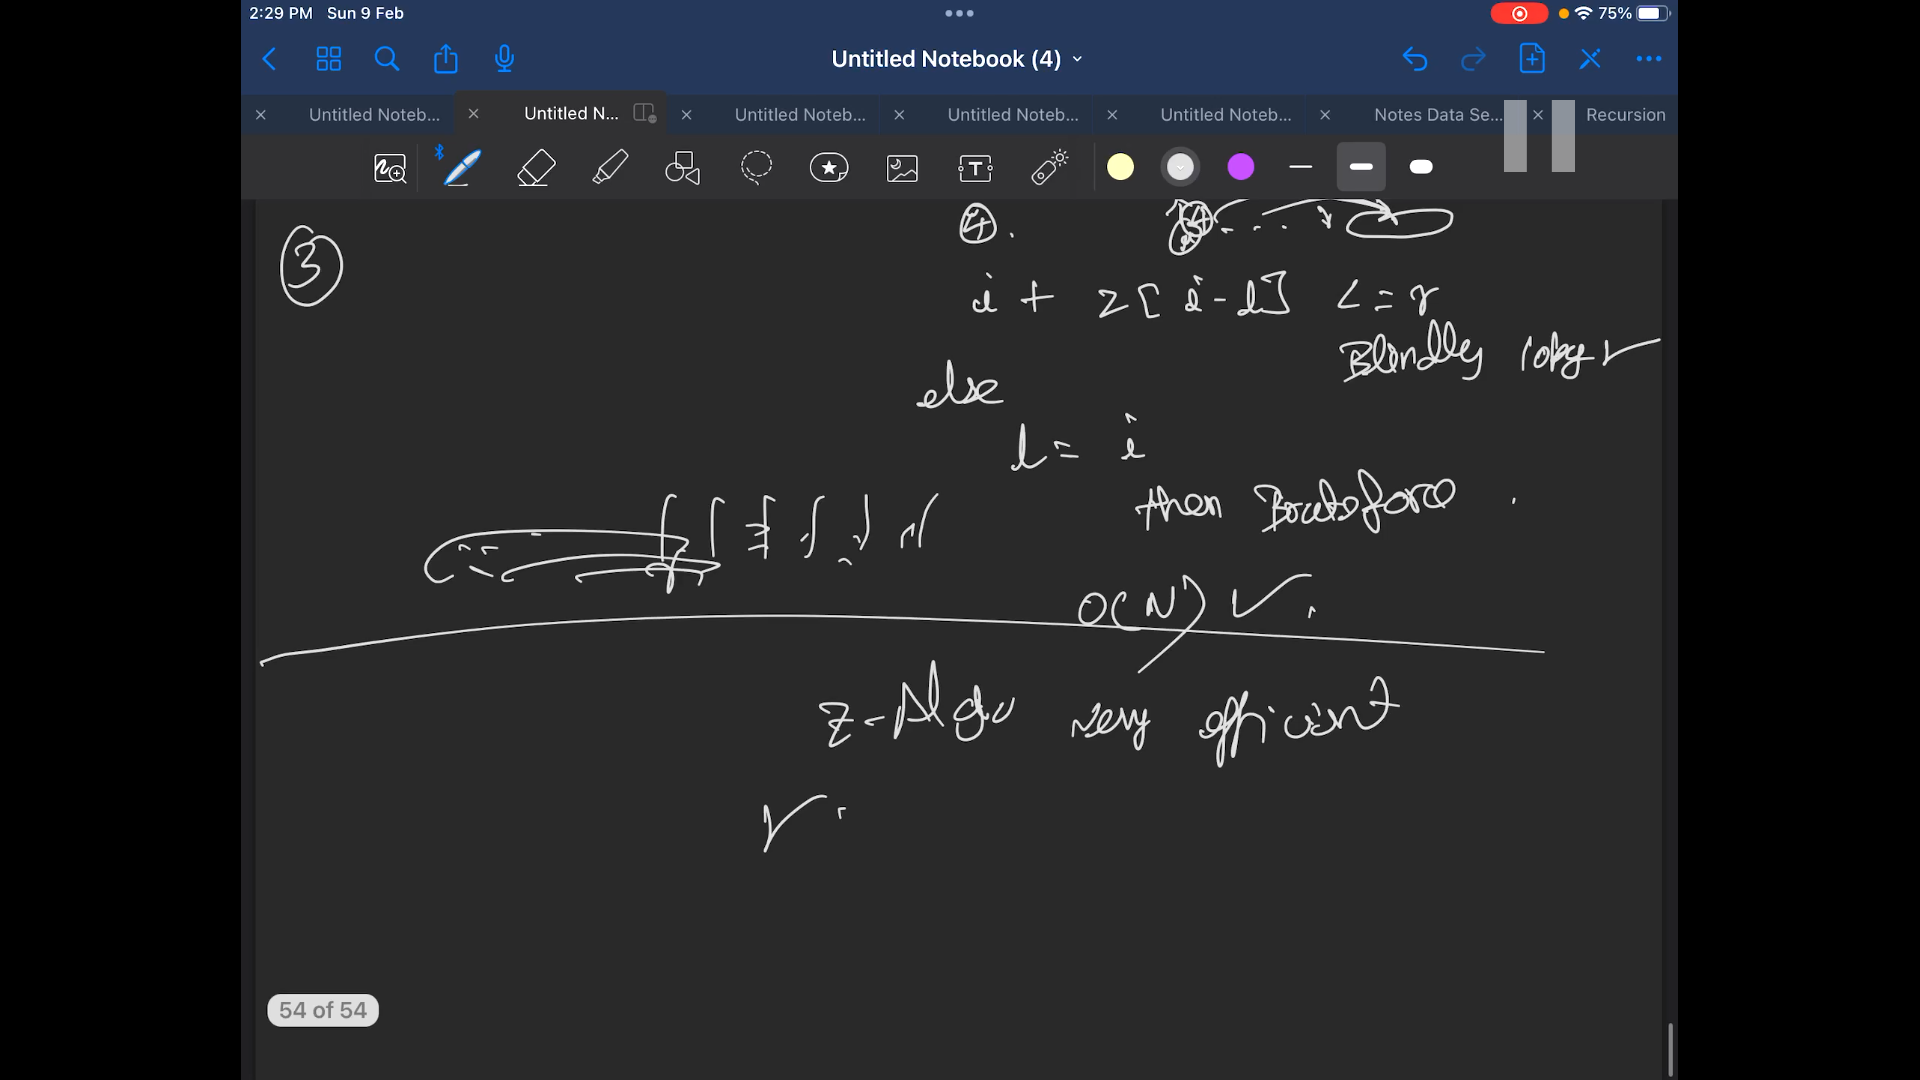 2:29 PM Sun 9 Feb
75%
Untitled Notebook (4)
Untitled Noteb...
Untitled N...
Untitled Noteb...
Untitled Noteb...
Untitled Noteb...
Notes Data Se...
Recursion
3
4.
i + z[i-l] <= r
Blindly copy
else
l = i
then Bruteforce.
O(N)
z-Algo very efficient
54 of 54